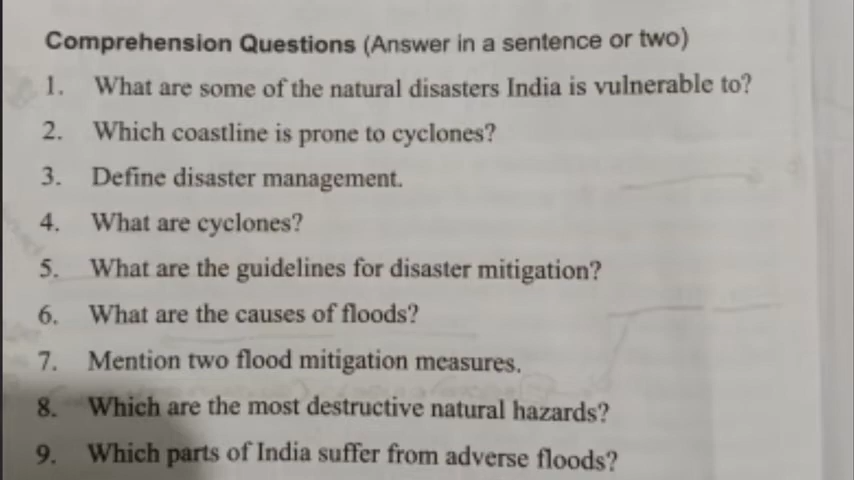 Comprehension Questions (Answer in a sentence or two)
1. What are some of the natural disasters India is vulnerable to?
2. Which coastline is prone to cyclones?
3. Define disaster management.
4. What are cyclones?
5. What are the guidelines for disaster mitigation?
6. What are the causes of floods?
7. Mention two flood mitigation measures.
8. Which are the most destructive natural hazards?
9. Which parts of India suffer from adverse floods?